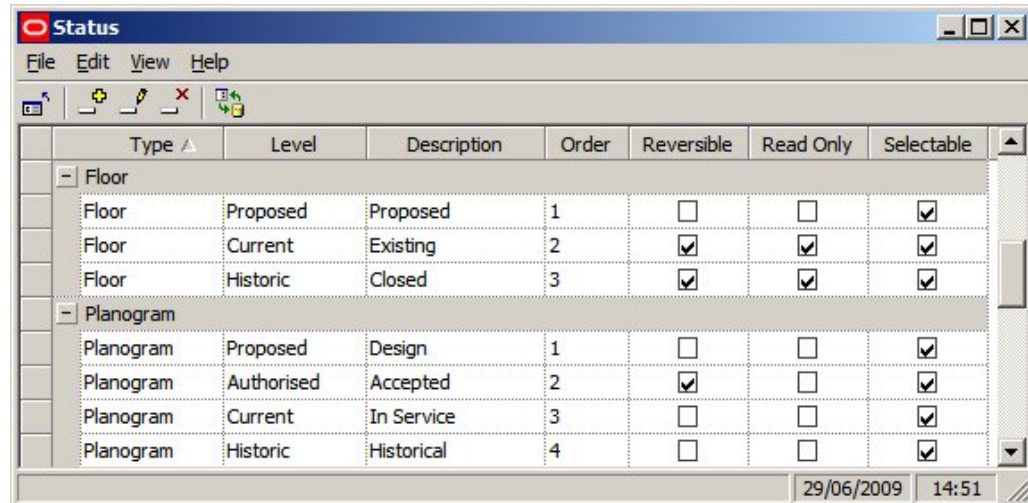 Status
File Edit View Help
Type Level Description Order Reversible Read Only Selectable
Floor
Floor Proposed Proposed 1
Floor Current Existing 2
Floor Historic Closed 3
Planogram
Planogram Proposed Design 1
Planogram Authorised Accepted 2
Planogram Current In Service 3
Planogram Historic Historical 4
29/06/2009 14:51